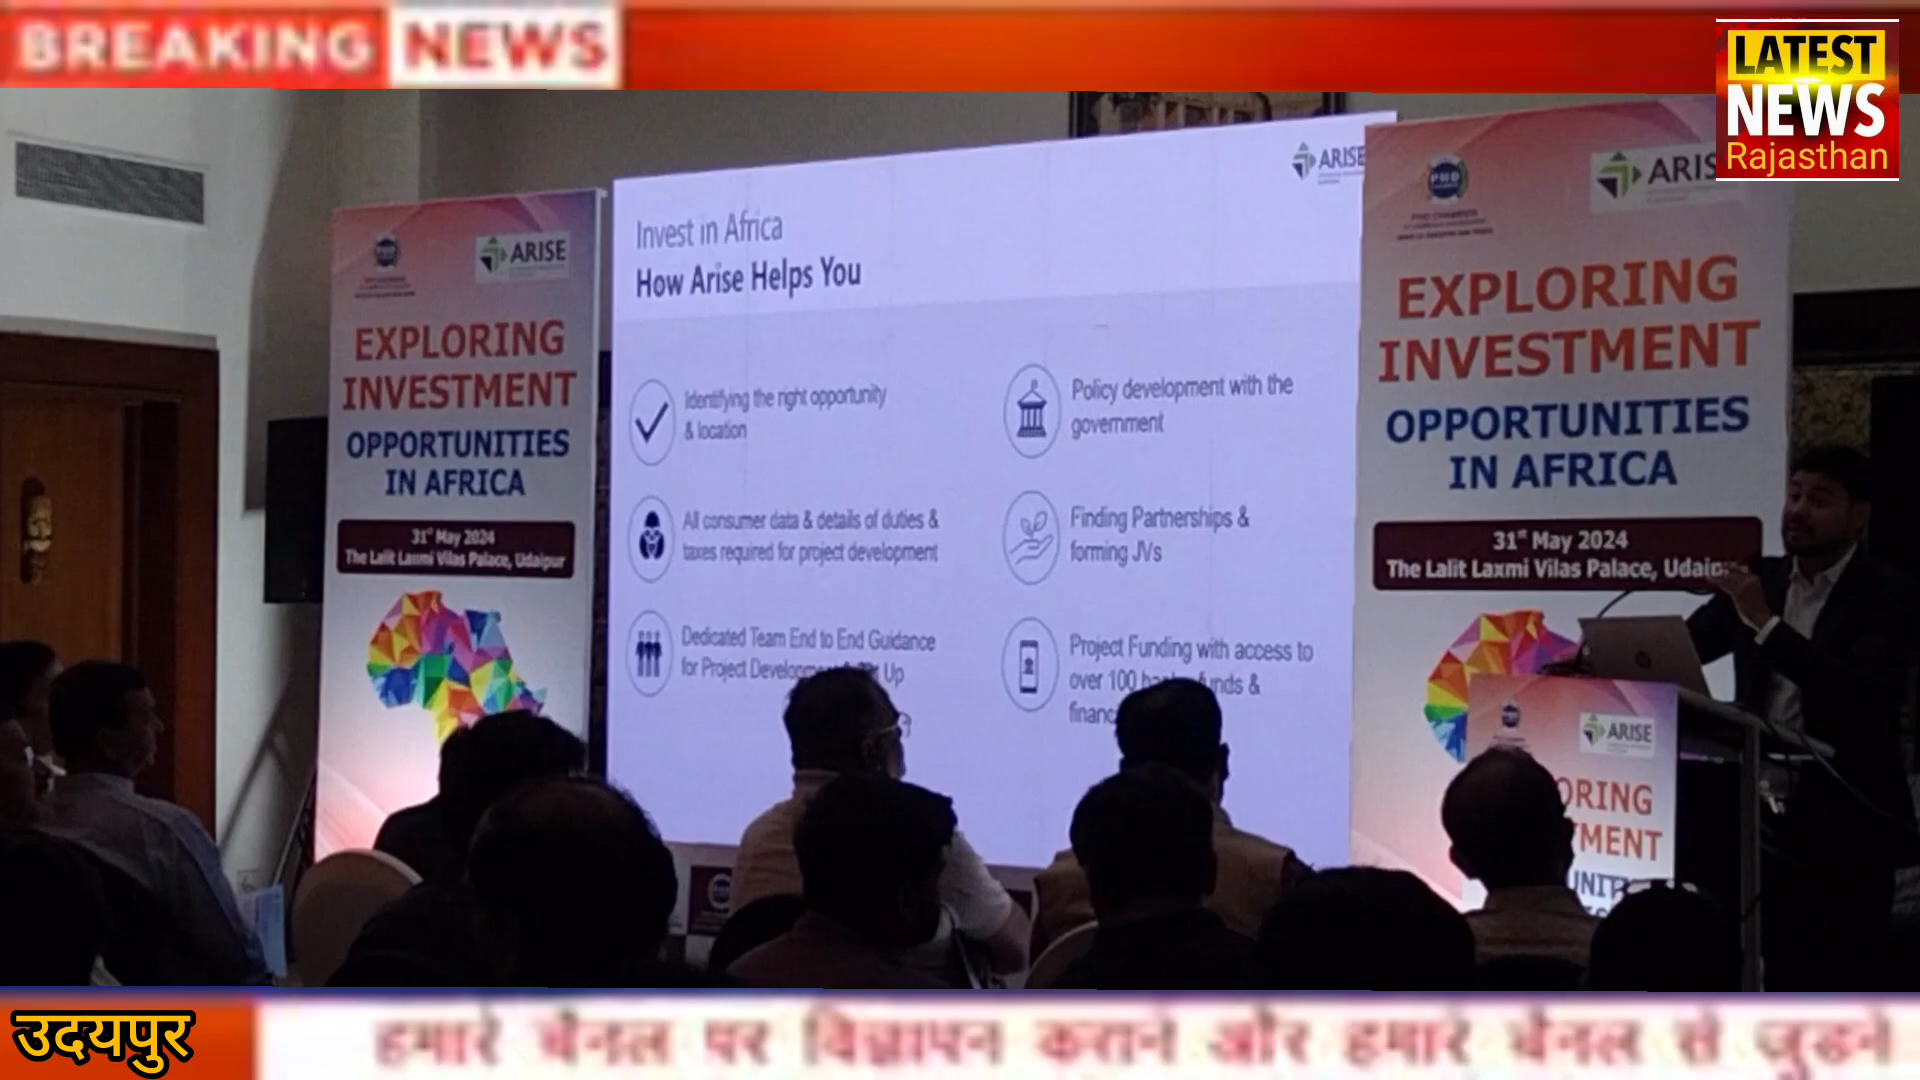 BREAKING NEWS
LATEST
NEWS
Rajasthan
ARISE
EXPLORING
INVESTMENT
OPPORTUNITIES
IN AFRICA
31st May 2024
The Lalit Laxmi Vilas Palace, Udaipur
ARISE
Invest in Africa
How Arise Helps You
Identifying the right opportunity
& location
All consumer data & details of duties &
taxes required for project development
Dedicated Team End to End Guidance
for Project Up
Policy development with the
government
Finding Partnerships &
forming JVs
Project Funding with access to
over 100 &
PHD
ARIS
EXPLORING
INVESTMENT
OPPORTUNITIES
IN AFRICA
31st May 2024
The Lalit Laxmi Vilas Palace, Udaip
ARISE
ORING
MENT
उदयपुर
हमारे चैनल पर विज्ञापन कराने और हमारे चैनल से जुडने